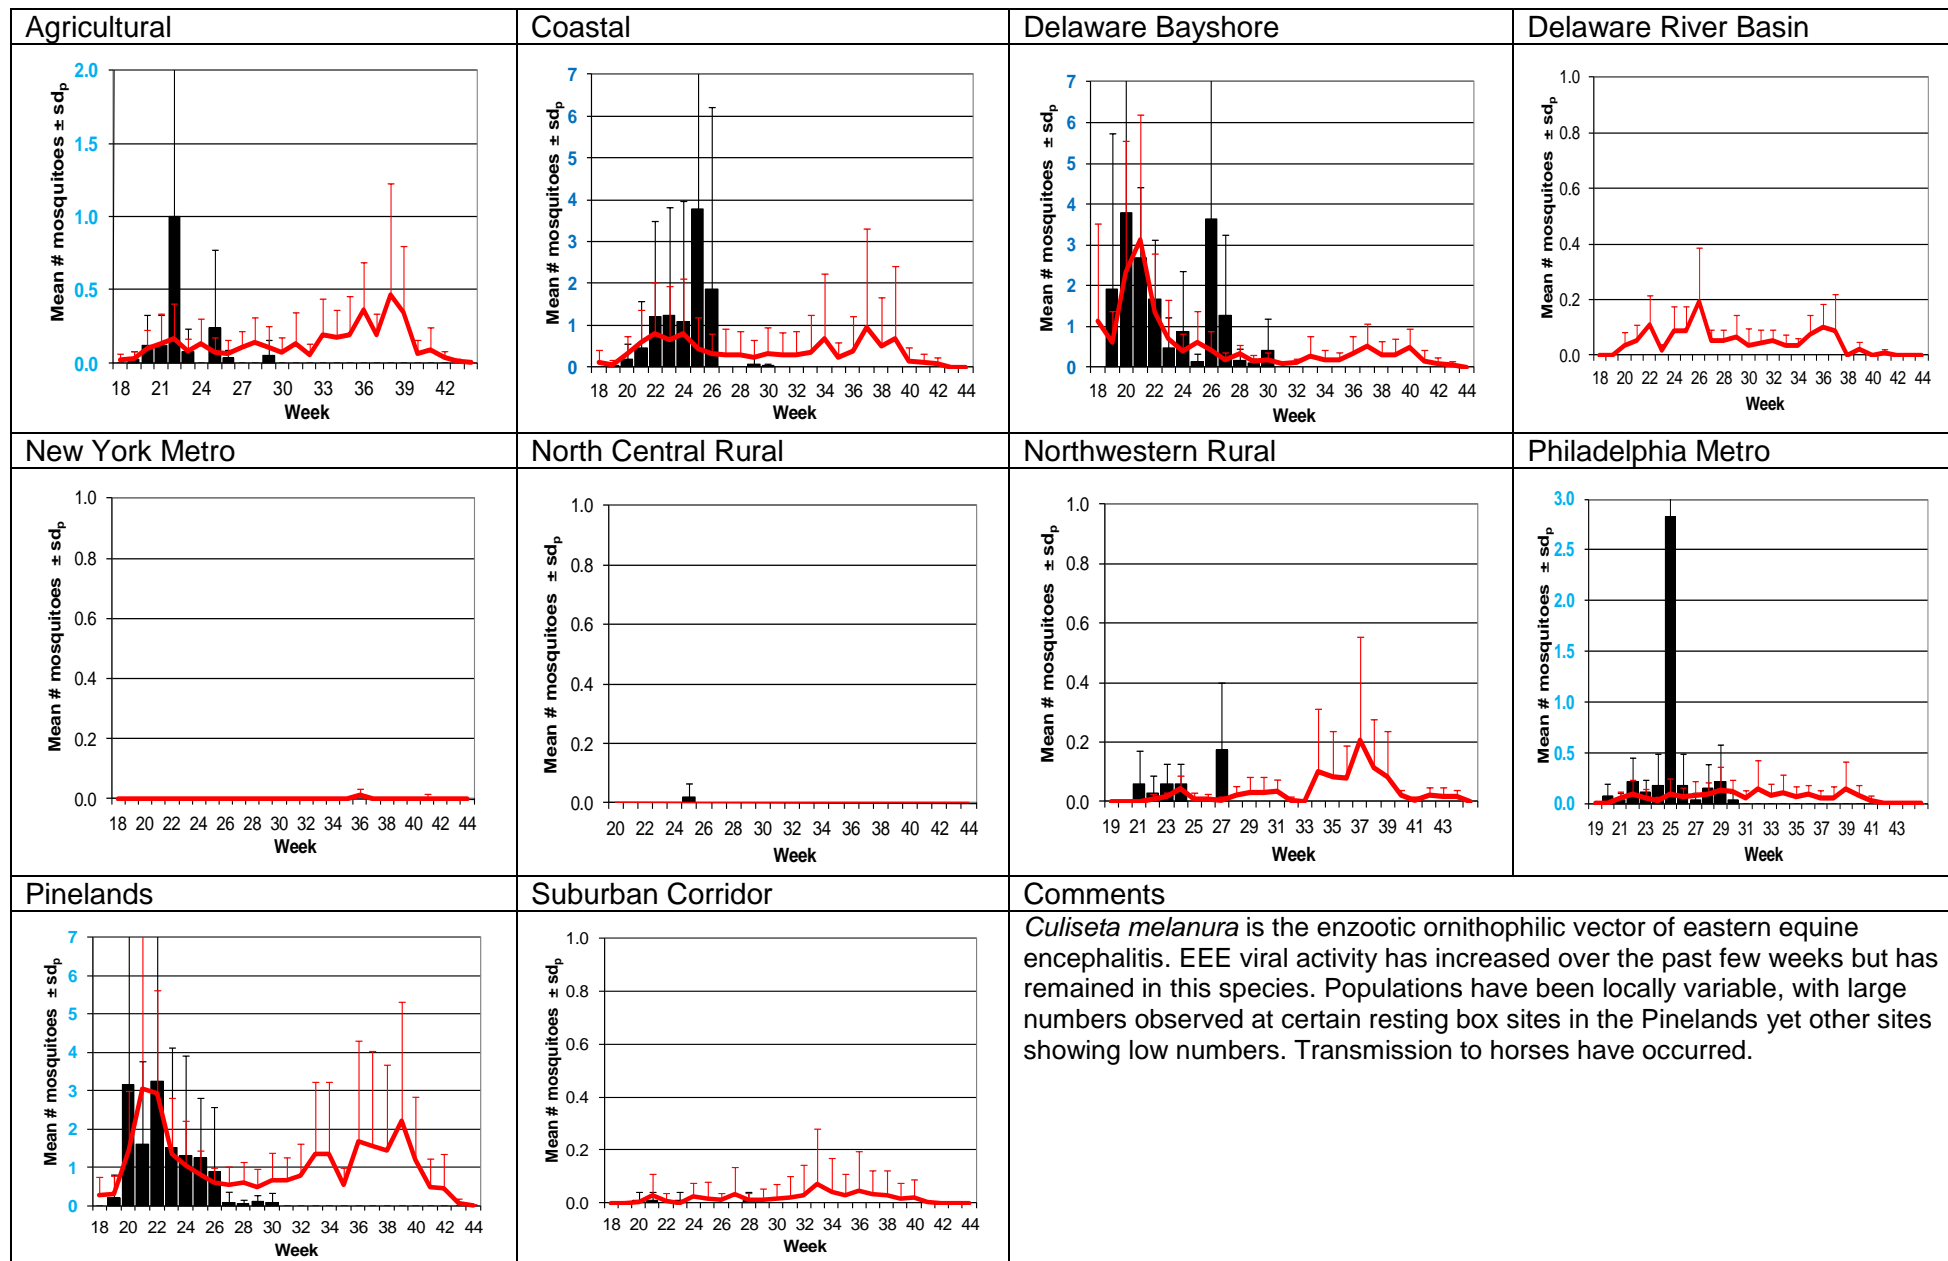 Agricultural
Mean # mosquitoes ± sdp
2.0
1.5
1.0
0.5
0.0
18 21 24 27 30 33 36 39 42
Week
Coastal
Mean # mosquitoes ± sdp
7
6
5
4
3
2
1
0
18 20 22 24 26 28 30 32 34 36 38 40 42 44
Week
Delaware Bayshore
Mean # mosquitoes ± sdp
7
6
5
4
3
2
1
0
18 20 22 24 26 28 30 32 34 36 38 40 42 44
Week
Delaware River Basin
Mean # mosquitoes ± sdp
1.0
0.8
0.6
0.4
0.2
0.0
18 20 22 24 26 28 30 32 34 36 38 40 42 44
Week
New York Metro
Mean # mosquitoes ± sdp
1.0
0.8
0.6
0.4
0.2
0.0
18 20 22 24 26 28 30 32 34 36 38 40 42 44
Week
North Central Rural
Mean # mosquitoes ± sdp
1.0
0.8
0.6
0.4
0.2
0.0
20 22 24 26 28 30 32 34 36 38 40 42 44
Week
Northwestern Rural
Mean # mosquitoes ± sdp
1.0
0.8
0.6
0.4
0.2
0.0
19 21 23 25 27 29 31 33 35 37 39 41 43
Week
Philadelphia Metro
Mean # mosquitoes ± sdp
3.0
2.5
2.0
1.5
1.0
0.5
0.0
19 21 23 25 27 29 31 33 35 37 39 41 43
Week
Pinelands
Mean # mosquitoes ± sdp
7
6
5
4
3
2
1
0
18 20 22 24 26 28 30 32 34 36 38 40 42 44
Week
Suburban Corridor
Mean # mosquitoes ± sdp
1.0
0.8
0.6
0.4
0.2
0.0
18 20 22 24 26 28 30 32 34 36 38 40 42 44
Week
Comments
Culiseta melanura is the enzootic ornithophilic vector of eastern equine
encephalitis. EEE viral activity has increased over the past few weeks but has
remained in this species. Populations have been locally variable, with large
numbers observed at certain resting box sites in the Pinelands yet other sites
showing low numbers. Transmission to horses have occurred.